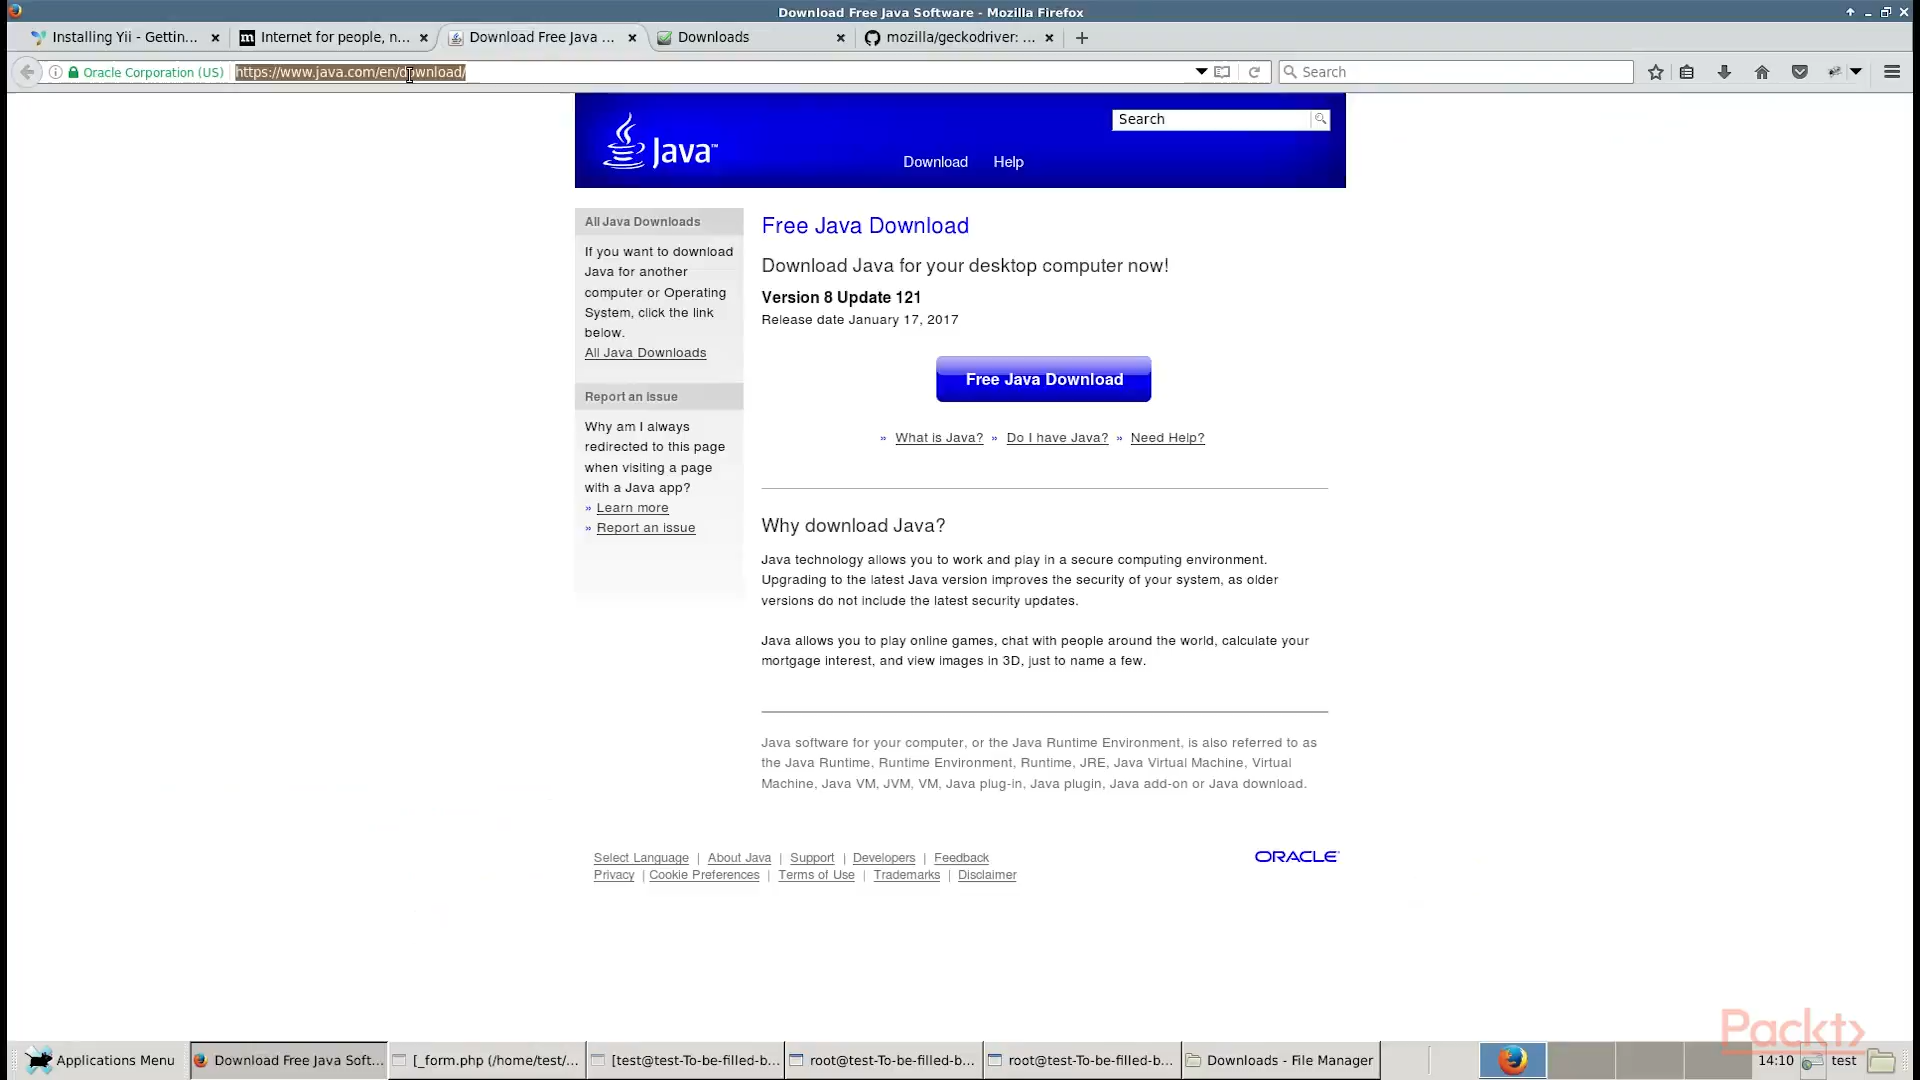 Download Free Java Software - Mozilla Firefox
Installing Yii - Gettin...
Internet for people, n...
Download Free Java ...
Downloads
mozilla/geckodriver: ...
Oracle Corporation (US)
https://www.java.com/en/download/
Search
Java™
Search
Download
Help
All Java Downloads
If you want to download
Java for another
computer or Operating
System, click the link
below.
All Java Downloads
Report an issue
Why am I always
redirected to this page
when visiting a page
with a Java app?
» Learn more
» Report an issue
Free Java Download
Download Java for your desktop computer now!
Version 8 Update 121
Release date January 17, 2017
Free Java Download
» What is Java? » Do I have Java? » Need Help?
Why download Java?
Java technology allows you to work and play in a secure computing environment.
Upgrading to the latest Java version improves the security of your system, as older
versions do not include the latest security updates.
Java allows you to play online games, chat with people around the world, calculate your
mortgage interest, and view images in 3D, just to name a few.
Java software for your computer, or the Java Runtime Environment, is also referred to as
the Java Runtime, Runtime Environment, Runtime, JRE, Java Virtual Machine, Virtual
Machine, Java VM, JVM, VM, Java plug-in, Java plugin, Java add-on or Java download.
Select Language | About Java | Support | Developers | Feedback
Privacy | Cookie Preferences | Terms of Use | Trademarks | Disclaimer
ORACLE
Packt>
Applications Menu
Download Free Java Soft...
[_form.php (/home/test/...
[test@test-To-be-filled-b...
root@test-To-be-filled-b...
root@test-To-be-filled-b...
Downloads - File Manager
14:10
test